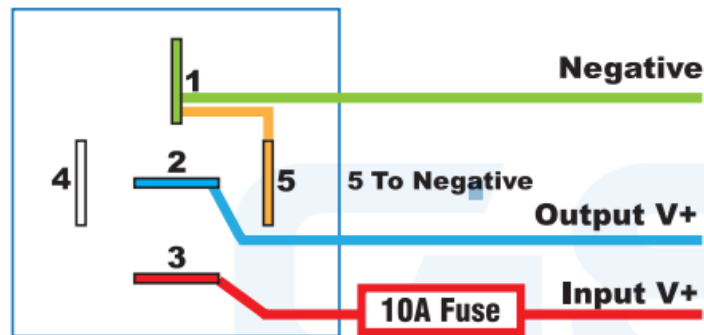 Negative
1
2
4
5
5 To Negative
Output V+
3
Input V+
10A Fuse